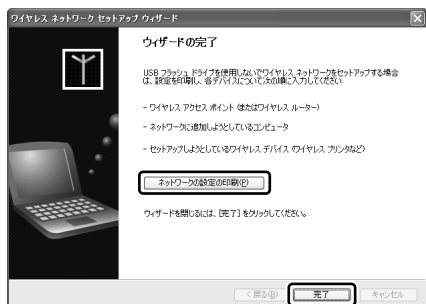 ワイヤレス ネットワーク セットアップ ウィザード
ウィザードの完了
USB フラッシュ ドライブを使用しないでワイヤレス ネットワークをセットアップする場合
は、設定を印刷し、各デバイスについて次の順に入力してください:
- ワイヤレス アクセス ポイント (またはワイヤレス ルーター)
- ネットワークに追加しようとしているコンピュータ
- セットアップしようとしているワイヤレス デバイス (ワイヤレス プリンタなど)
ネットワークの設定の印刷(P)
ウィザードを閉じるには、[完了] をクリックしてください。
< 戻る(B)
完了
キャンセル